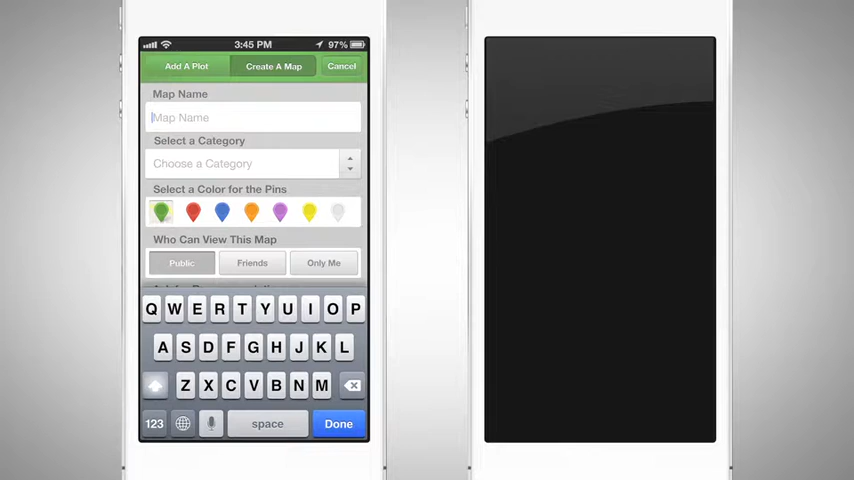 3:45 PM 97%
Add A Plot Create A Map Cancel
Map Name
Map Name
Select a Category
Choose a Category
Select a Color for the Pins
Who Can View This Map
Public Friends Only Me
Q W E R T Y U I O P
A S D F G H J K L
Z X C V B N M
123 space Done